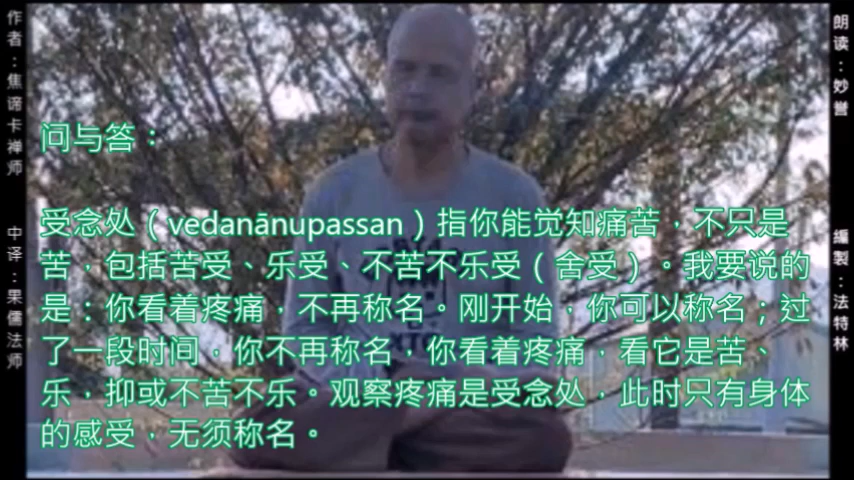 作者：焦谛卡禅师
中译：果儒法师
问与答：
受念处（vedanānupassan）指你能觉知痛苦，不只是
苦，包括苦受、乐受、不苦不乐受（舍受）。我要说的
是：你看着疼痛，不再称名。刚开始，你可以称名；过
了一段时间，你不再称名，你看着疼痛，看它是苦、
乐，抑或不苦不乐。观察疼痛是受念处，此时只有身体
的感受，无须称名。
朗读：妙誉
编製：法特林